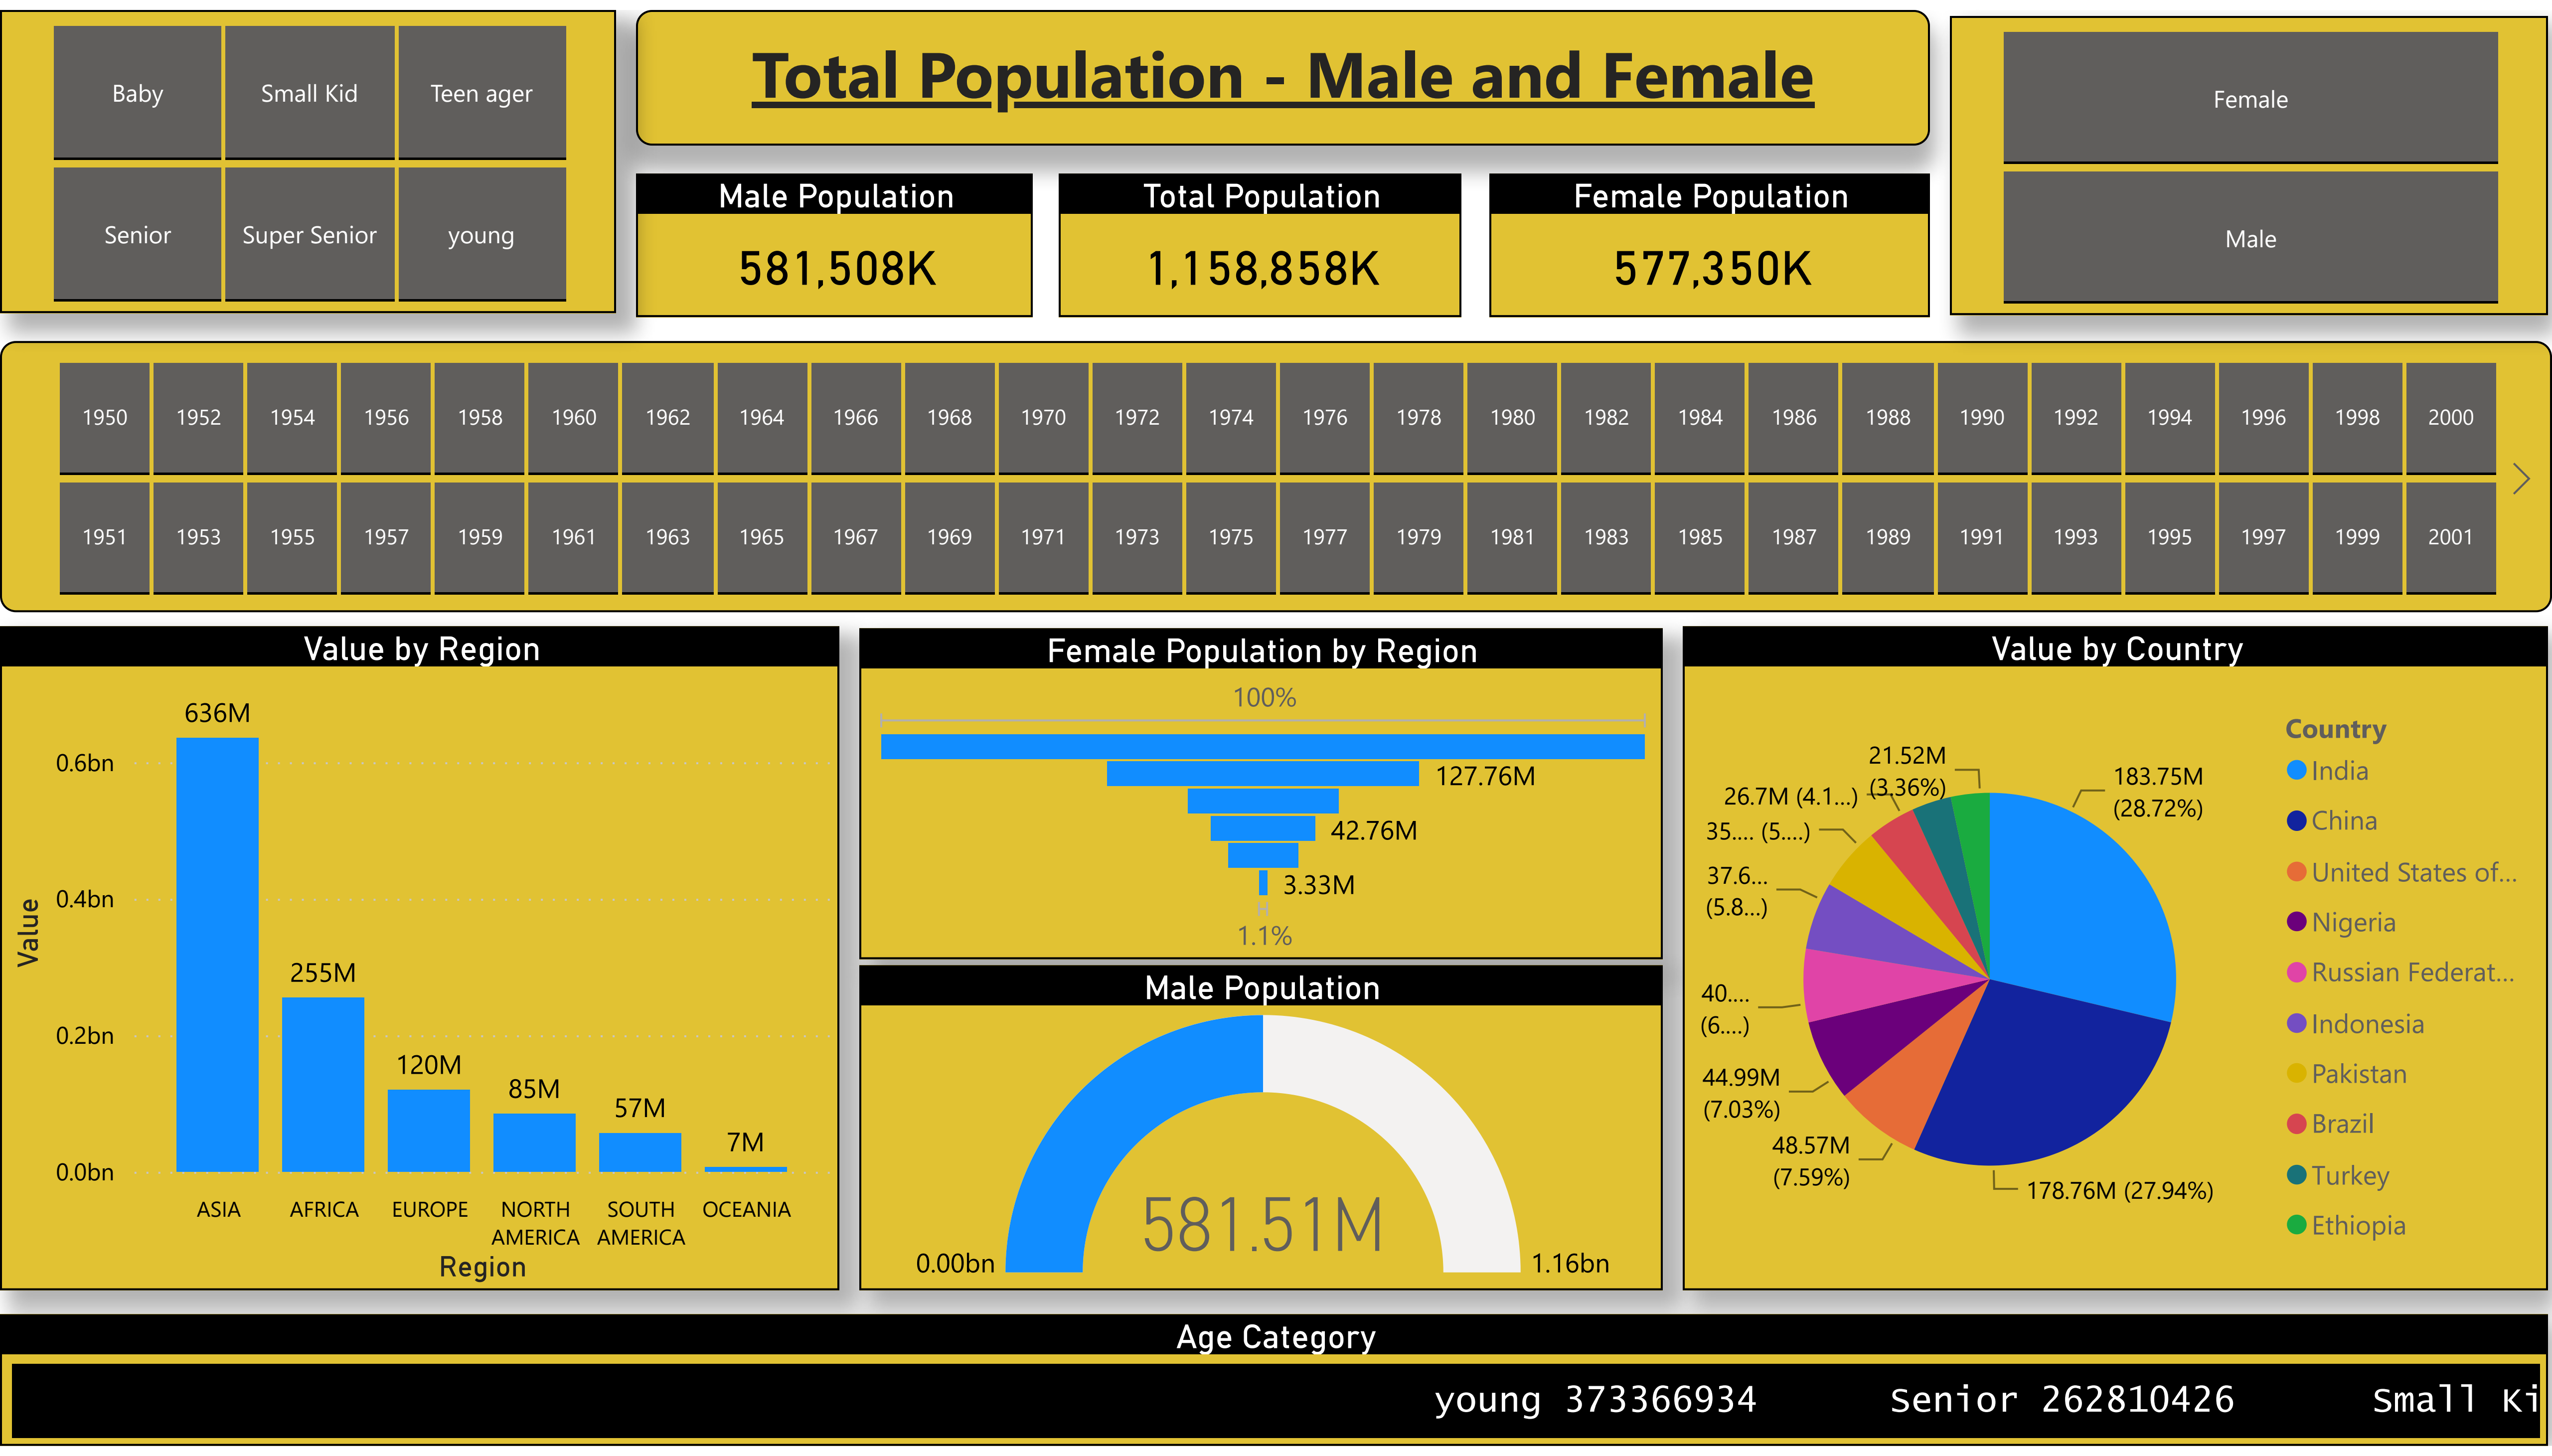 Baby
Small Kid
Teen ager
Senior
Super Senior
young
Total Population - Male and Female
Male Population
581,508K
Total Population
1,158,858K
Female Population
577,350K
Female
Male
1950 1952 1954 1956 1958 1960 1962 1964 1966 1968 1970 1972 1974 1976 1978 1980 1982 1984 1986 1988 1990 1992 1994 1996 1998 2000
1951 1953 1955 1957 1959 1961 1963 1965 1967 1969 1971 1973 1975 1977 1979 1981 1983 1985 1987 1989 1991 1993 1995 1997 1999 2001
Value by Region
Value
0.6bn
0.4bn
0.2bn
0.0bn
636M
255M
120M
85M
57M
7M
ASIA
AFRICA
EUROPE
NORTH
AMERICA
SOUTH
AMERICA
OCEANIA
Region
Female Population by Region
100%
127.76M
42.76M
3.33M
1.1%
Male Population
581.51M
0.00bn
1.16bn
Value by Country
183.75M
(28.72%)
178.76M (27.94%)
48.57M
(7.59%)
44.99M
(7.03%)
40....
(6....)
37.6...
(5.8...)
35.... (5....)
26.7M (4.1...)
21.52M
(3.36%)
Country
India
China
United States of...
Nigeria
Russian Federat...
Indonesia
Pakistan
Brazil
Turkey
Ethiopia
Age Category
young 373366934 Senior 262810426 Small Ki